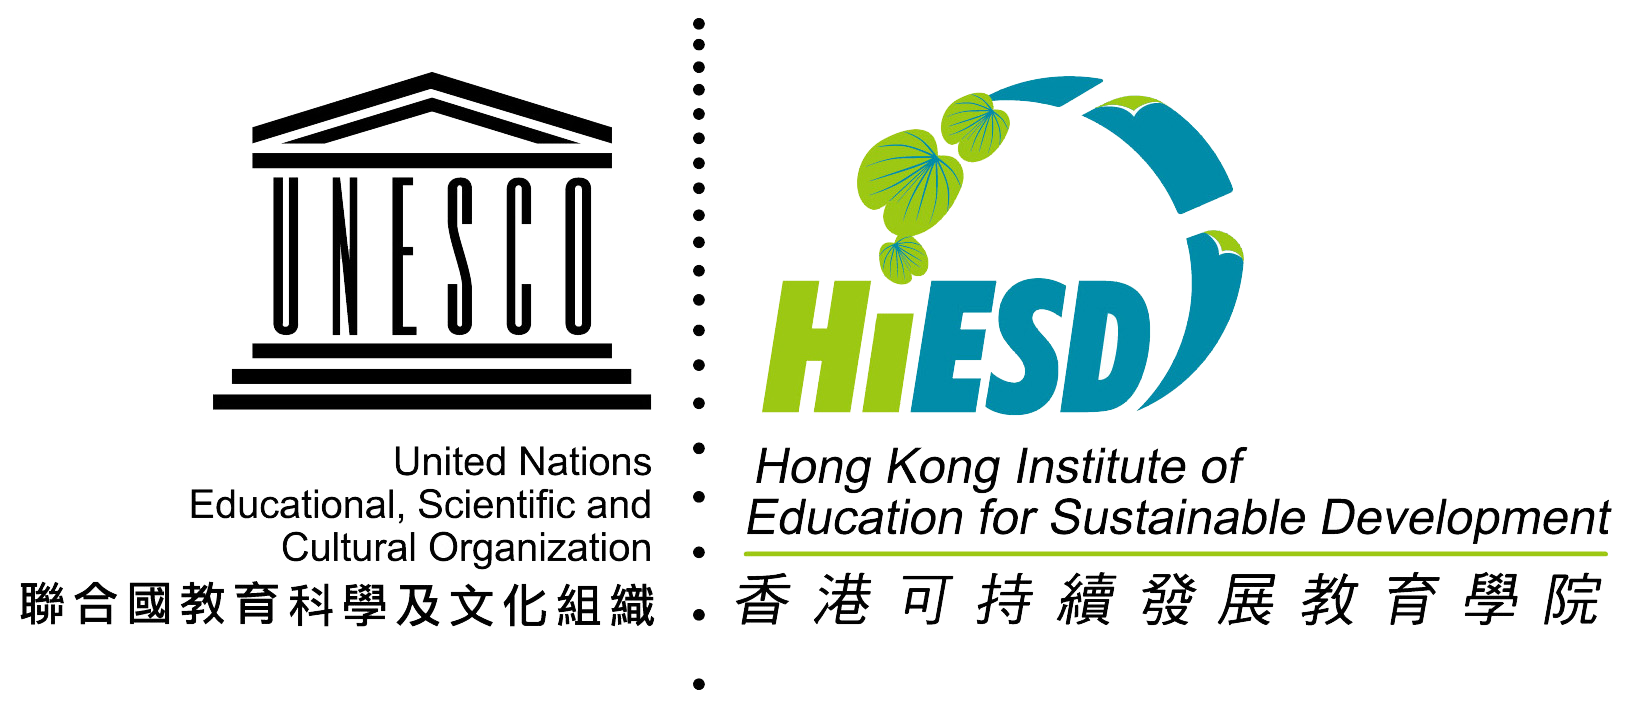 UNESCO
United Nations
Educational, Scientific and
Cultural Organization
聯合國教育科學及文化組織
HiESD
Hong Kong Institute of
Education for Sustainable Development
香港可持續發展教育學院